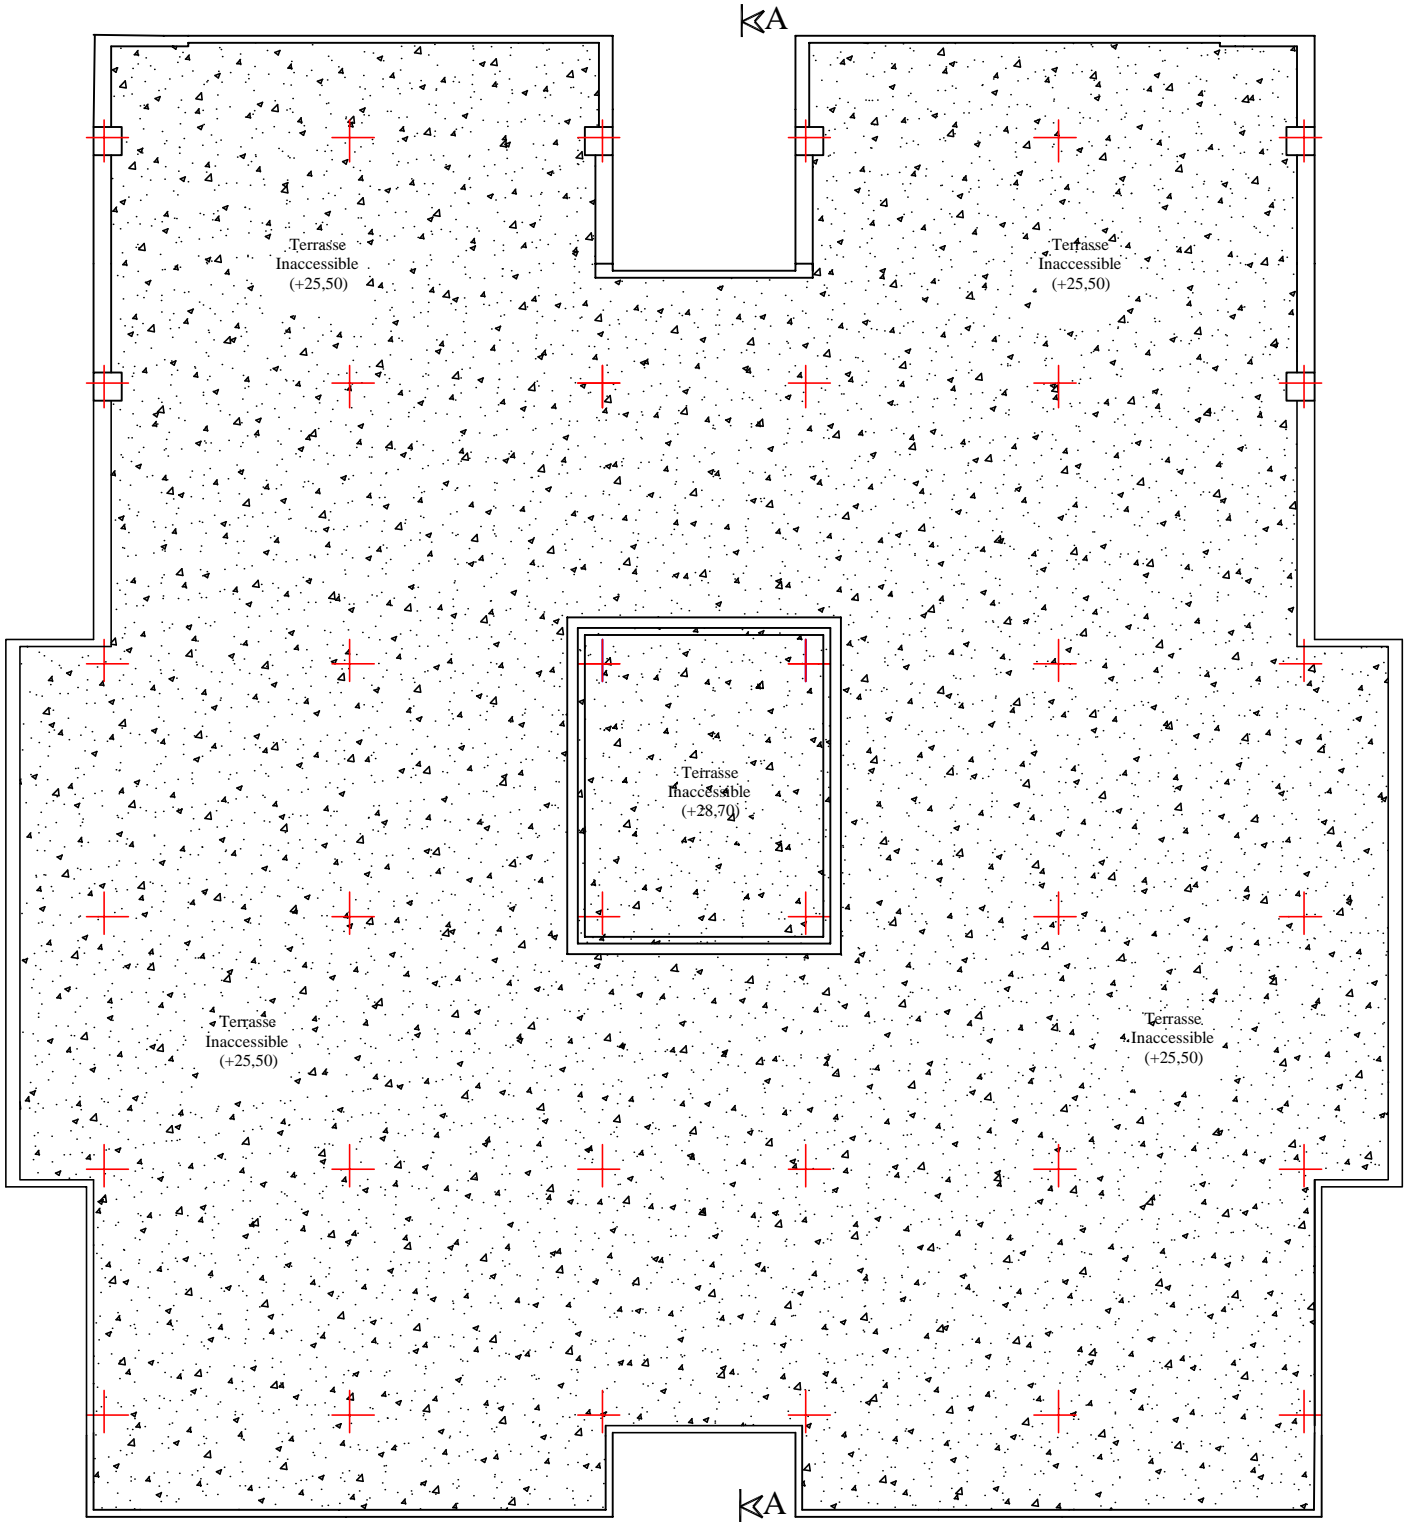 A
Terrasse
Inaccessible
(+25,50)
Terrasse
Inaccessible
(+25,50)
Terrasse
Inaccessible
(+28,70)
Terrasse
Inaccessible
(+25,50)
Terrasse
Inaccessible
(+25,50)
A